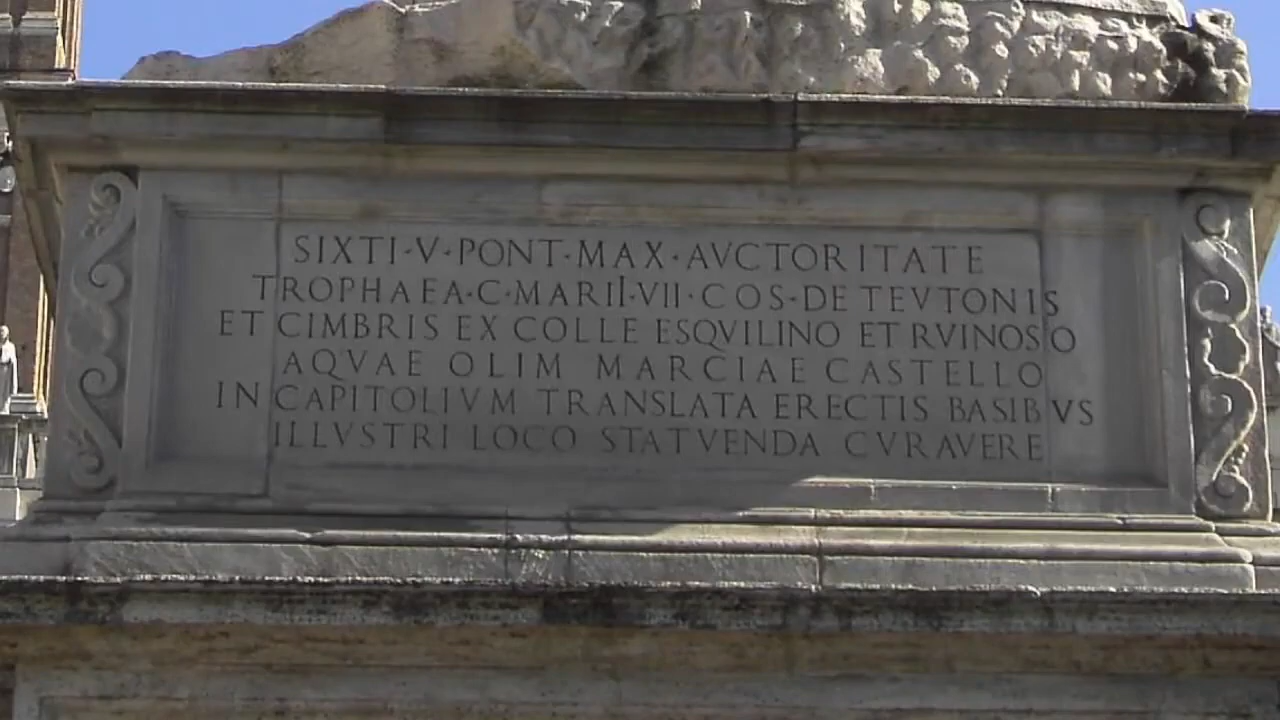 SIXTI·V·PONT·MAX·AVCTORITATE
TROPHAEA·C·MARII·VII·COS·DE TEVTONIS
ET CIMBRIS EX COLLE ESQVILINO ET RVINOSO
AQVAE OLIM MARCIAE CASTELLO
IN CAPITOLIVM TRANSLATA ERECTIS BASIBVS
ILLVSTRI LOCO STATVENDA CVRAVERE